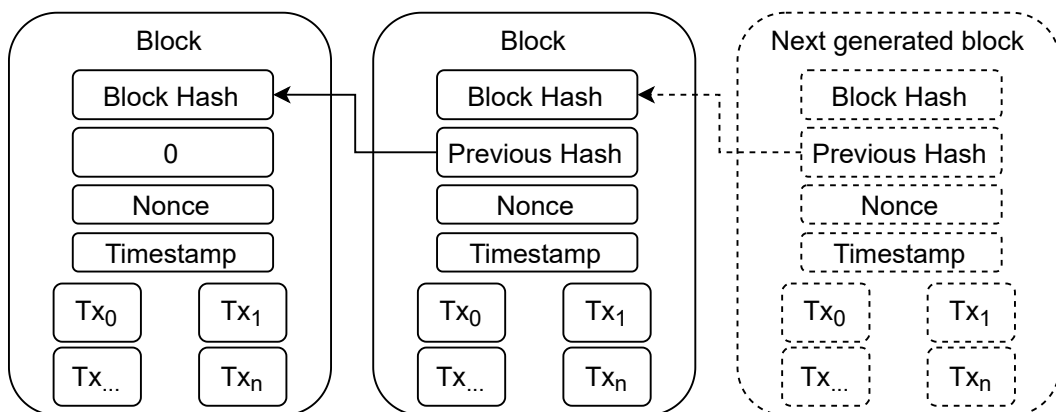 Block
Block Hash
0
Nonce
Timestamp
Tx0
Tx1
Tx...
Txn
Block
Block Hash
Previous Hash
Nonce
Timestamp
Tx0
Tx1
Tx...
Txn
Next generated block
Block Hash
Previous Hash
Nonce
Timestamp
Tx0
Tx1
Tx...
Txn